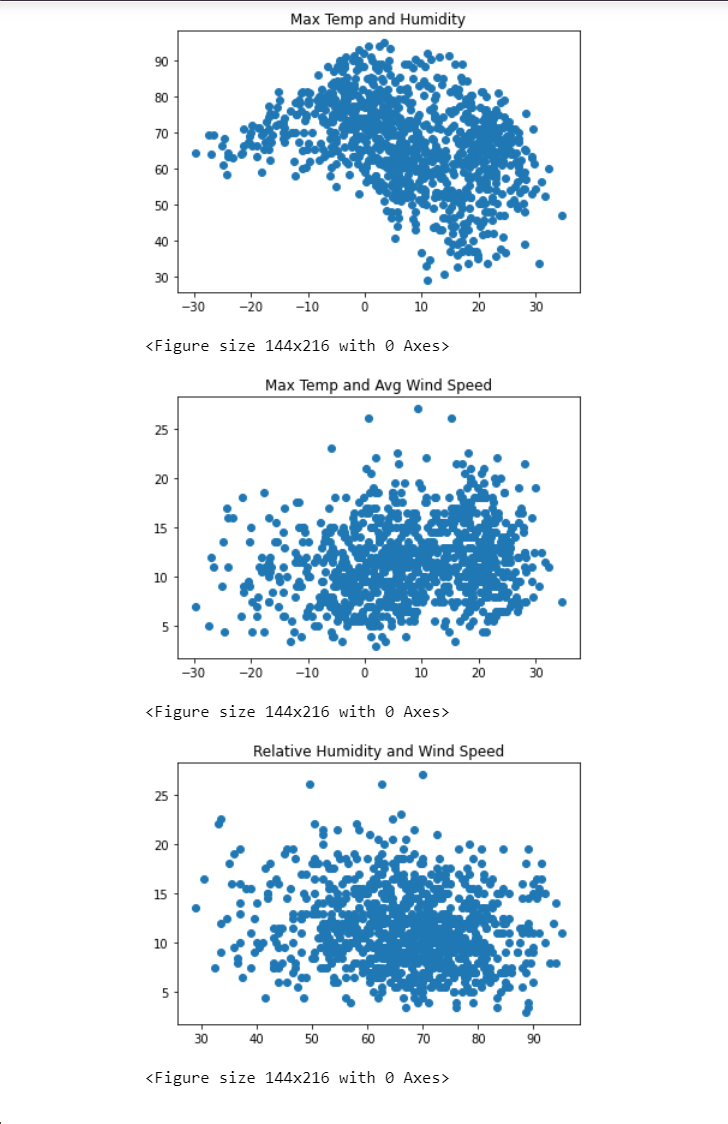 Max Temp and Humidity
90
80
70
60
50
40
30
−30 −20 −10 0 10 20 30
<Figure size 144x216 with 0 Axes>
Max Temp and Avg Wind Speed
25
20
15
10
5
−30 −20 −10 0 10 20 30
<Figure size 144x216 with 0 Axes>
Relative Humidity and Wind Speed
25
20
15
10
5
30 40 50 60 70 80 90
<Figure size 144x216 with 0 Axes>